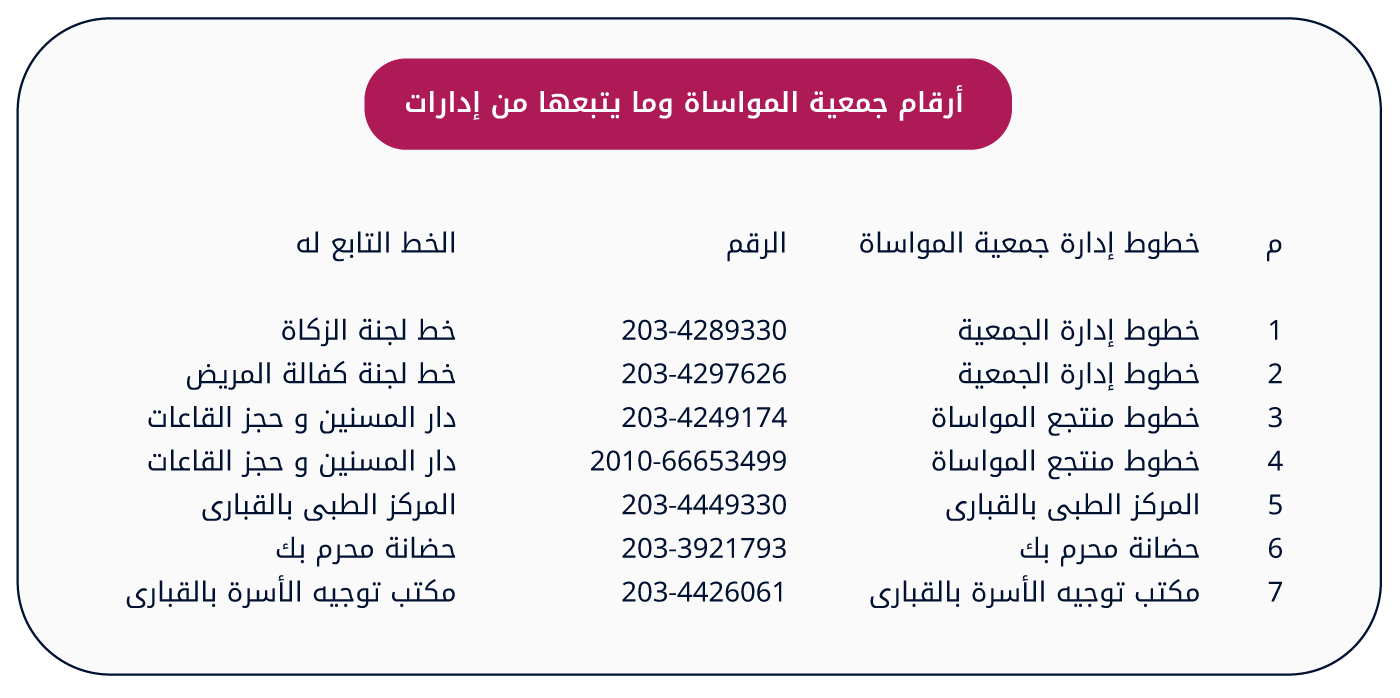 أرقام جمعية المواساة وما يتبعها من إدارات
م خطوط إدارة جمعية المواساة الرقم الخط التابع له
1 خطوط إدارة الجمعية 203-4289330 خط لجنة الزكاة
2 خطوط إدارة الجمعية 203-4297626 خط لجنة كفالة المريض
3 خطوط منتجع المواساة 203-4249174 دار المسنين و حجز القاعات
4 خطوط منتجع المواساة 2010-66653499 دار المسنين و حجز القاعات
5 المركز الطبى بالقبارى 203-4449330 المركز الطبى بالقبارى
6 حضانة محرم بك 203-3921793 حضانة محرم بك
7 مكتب توجيه الأسرة بالقبارى 203-4426061 مكتب توجيه الأسرة بالقبارى